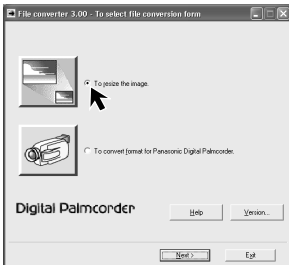 File converter 3.00 - To select file conversion form
To resize the image.
To convert format for Panasonic Digital Palmcorder.
Digital Palmcorder
Help
Version...
Next >
Exit